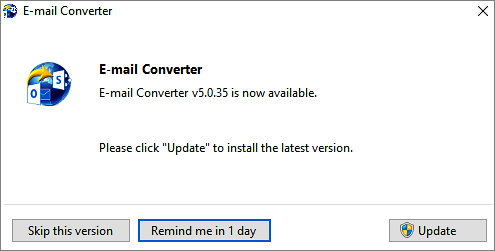 E-mail Converter
E-mail Converter
E-mail Converter v5.0.35 is now available.
Please click "Update" to install the latest version.
Skip this version
Remind me in 1 day
Update